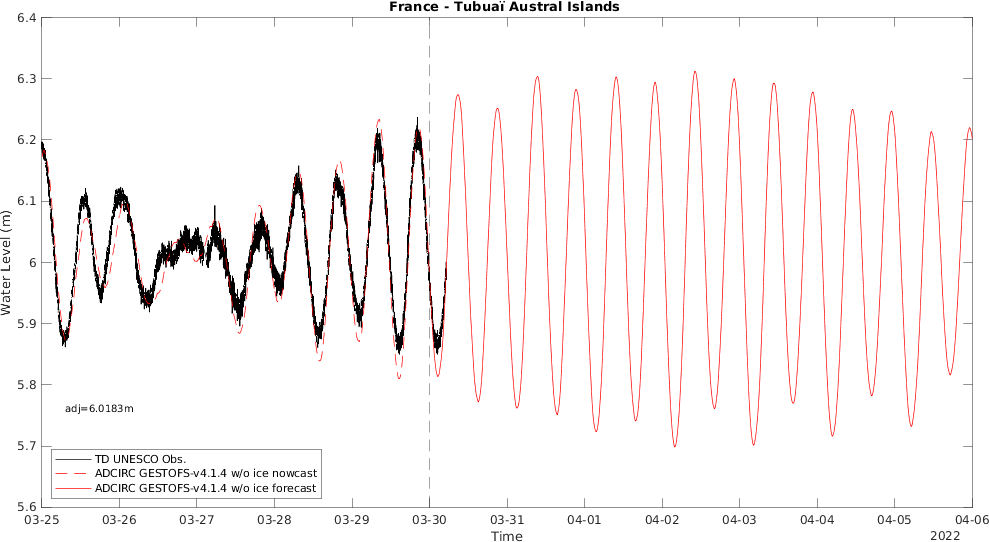 France - Tubuaï Austral Islands
6.4
6.3
6.2
6.1
6
5.9
5.8
5.7
5.6
Water Level (m)
adj=6.0183m
TD UNESCO Obs.
ADCIRC GESTOFS-v4.1.4 w/o ice nowcast
ADCIRC GESTOFS-v4.1.4 w/o ice forecast
03-25 03-26 03-27 03-28 03-29 03-30 03-31 04-01 04-02 04-03 04-04 04-05 04-06
Time
2022